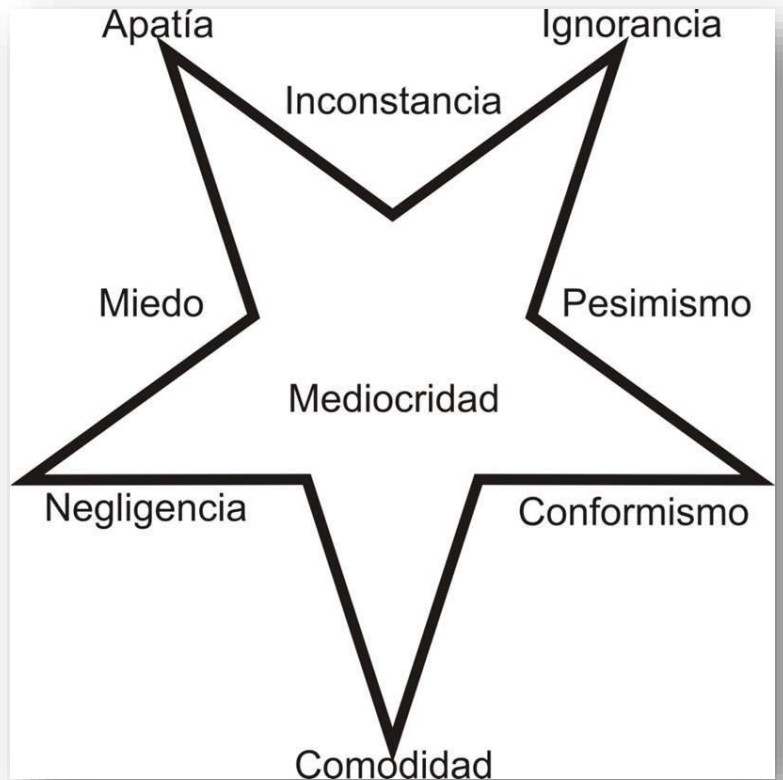 Apatía
Ignorancia
Inconstancia
Miedo
Pesimismo
Mediocridad
Negligencia
Conformismo
Comodidad